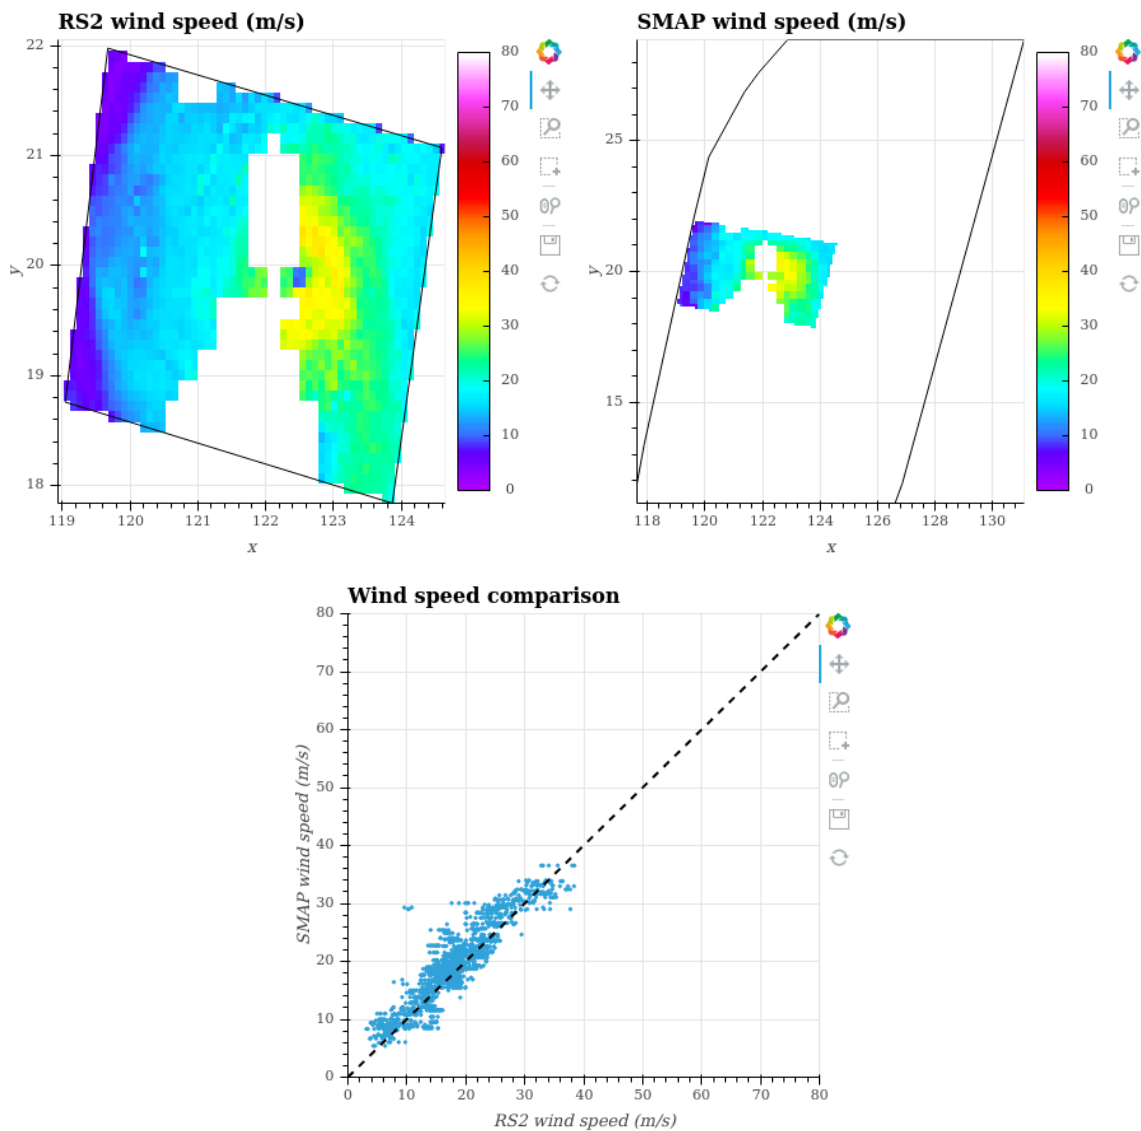 RS2 wind speed (m/s)
22
21
20
19
18
y
119 120 121 122 123 124
x
80
70
60
50
40
30
20
10
0
SMAP wind speed (m/s)
25
20
15
y
118 120 122 124 126 128 130
x
80
70
60
50
40
30
20
10
0
Wind speed comparison
80
70
60
50
40
30
20
10
0
SMAP wind speed (m/s)
0 10 20 30 40 50 60 70 80
RS2 wind speed (m/s)